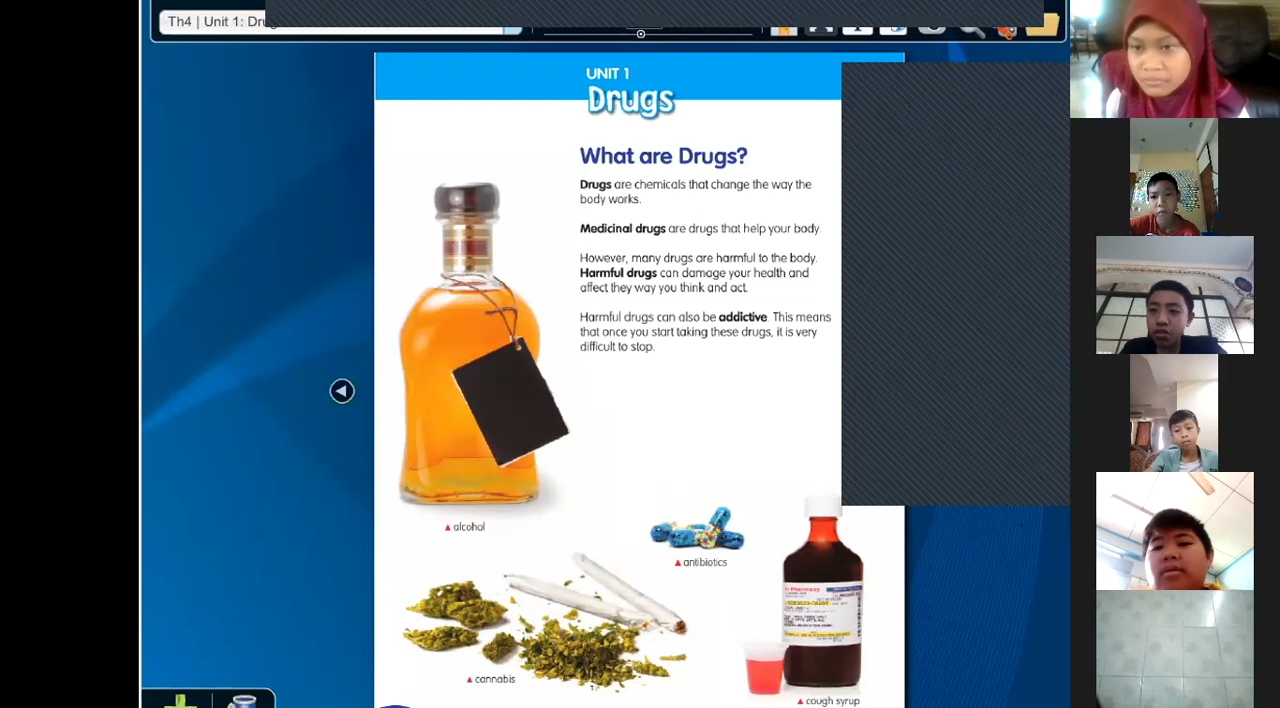 Th4 | Unit 1: Dru
UNIT 1
Drugs
What are Drugs?
Drugs are chemicals that change the way the
body works.
Medicinal drugs are drugs that help your body.
However, many drugs are harmful to the body.
Harmful drugs can damage your health and
affect they way you think and act.
Harmful drugs can also be addictive. This means
that once you start taking these drugs, it is very
difficult to stop.
alcohol
antibiotics
cannabis
cough syrup